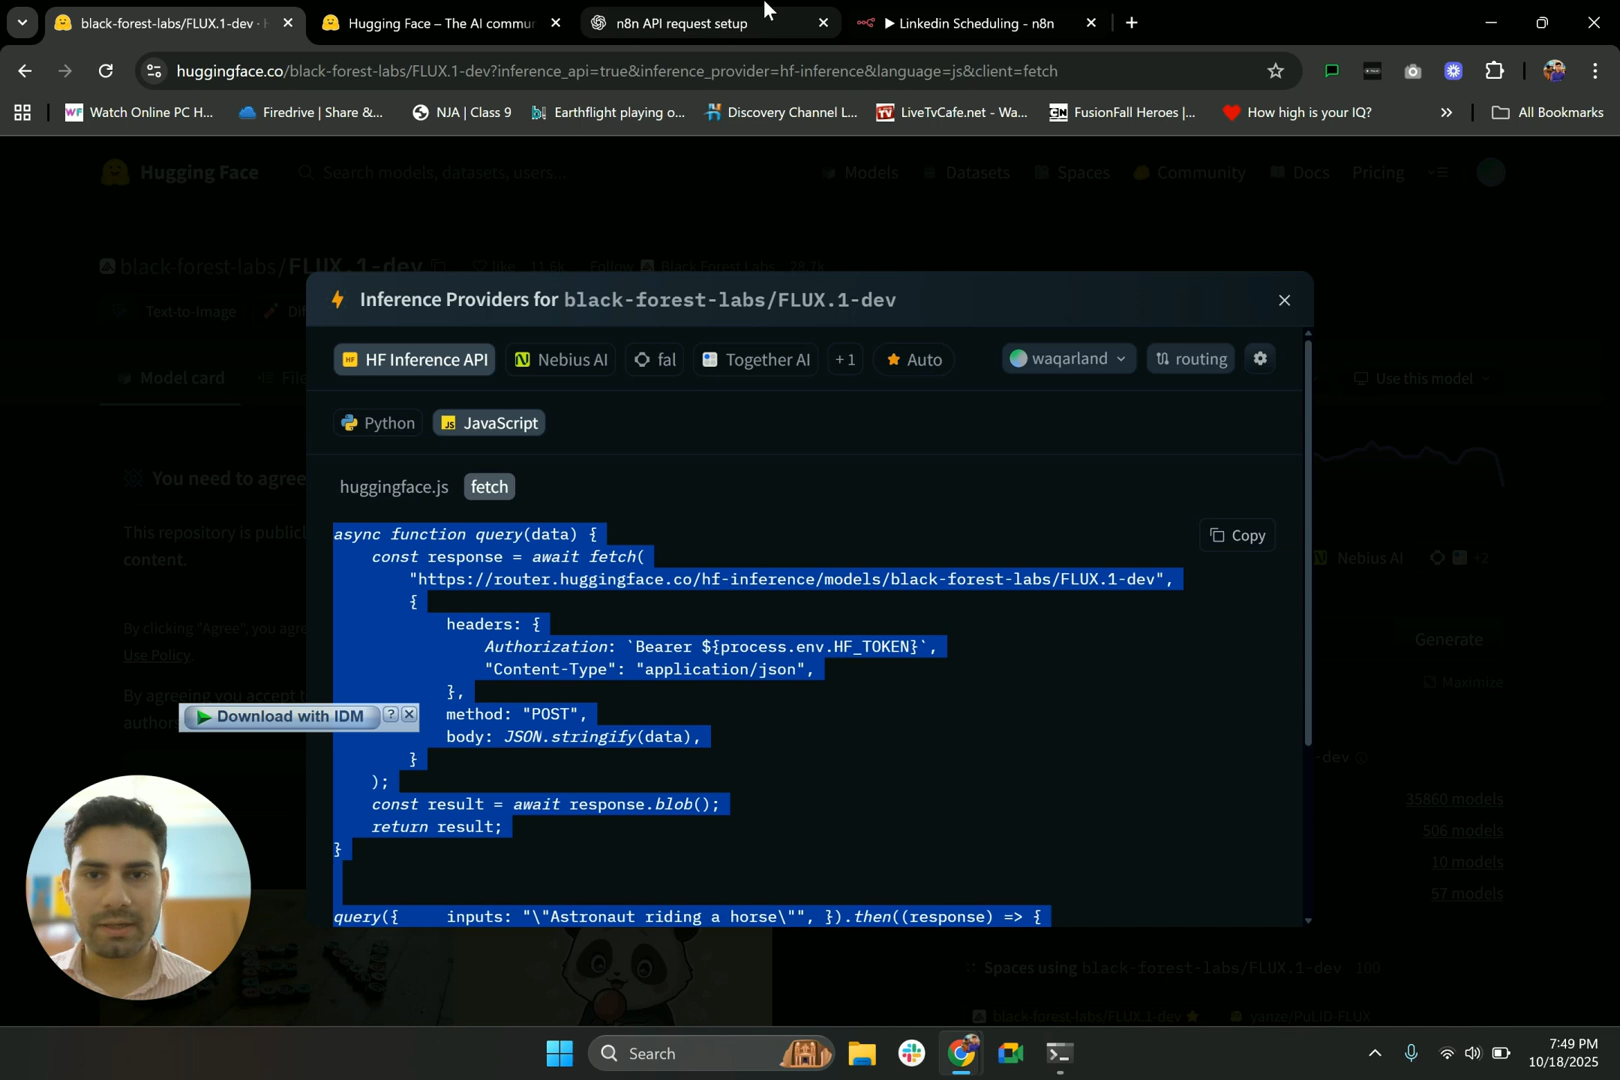 black-forest-labs/FLUX.1-dev ·
Hugging Face – The AI commun
n8n API request setup
▶ Linkedin Scheduling - n8n
huggingface.co/black-forest-labs/FLUX.1-dev?inference_api=true&inference_provider=hf-inference&language=js&client=fetch
Watch Online PC H...
Firedrive | Share &...
NJA | Class 9
Earthflight playing o...
Discovery Channel L...
LiveTvCafe.net - Wa...
FusionFall Heroes |...
How high is your IQ?
»
All Bookmarks
Hugging Face
Search models, datasets, users...
Models
Datasets
Spaces
Community
Docs
Pricing
black-forest-labs/FLUX.1-dev
like 11.6k
Follow
Black Forest Labs 28.7k
Text-to-Image
Model card
Use this model
Inference Providers for black-forest-labs/FLUX.1-dev
HF Inference API
Nebius AI
fal
Together AI
+1
Auto
waqarland
routing
Python
JavaScript
huggingface.js
fetch
Copy
async function query(data) {
const response = await fetch(
"https://router.huggingface.co/hf-inference/models/black-forest-labs/FLUX.1-dev",
{
headers: {
Authorization: `Bearer ${process.env.HF_TOKEN}`,
"Content-Type": "application/json",
},
method: "POST",
body: JSON.stringify(data),
}
);
const result = await response.blob();
return result;
}
query({ inputs: "\"Astronaut riding a horse\"", }).then((response) => {
You need to agree
This repository is public
content.
By clicking "Agree", you agre
Use Policy.
By agreeing you accept t
author
Download with IDM
?
Nebius AI
+2
Generate
Maximize
-dev
35860 models
506 models
10 models
57 models
Spaces using black-forest-labs/FLUX.1-dev 100
black-forest-labs/FLUX.1-dev
yanze/PuLID-FLUX
Search
7:49 PM
10/18/2025